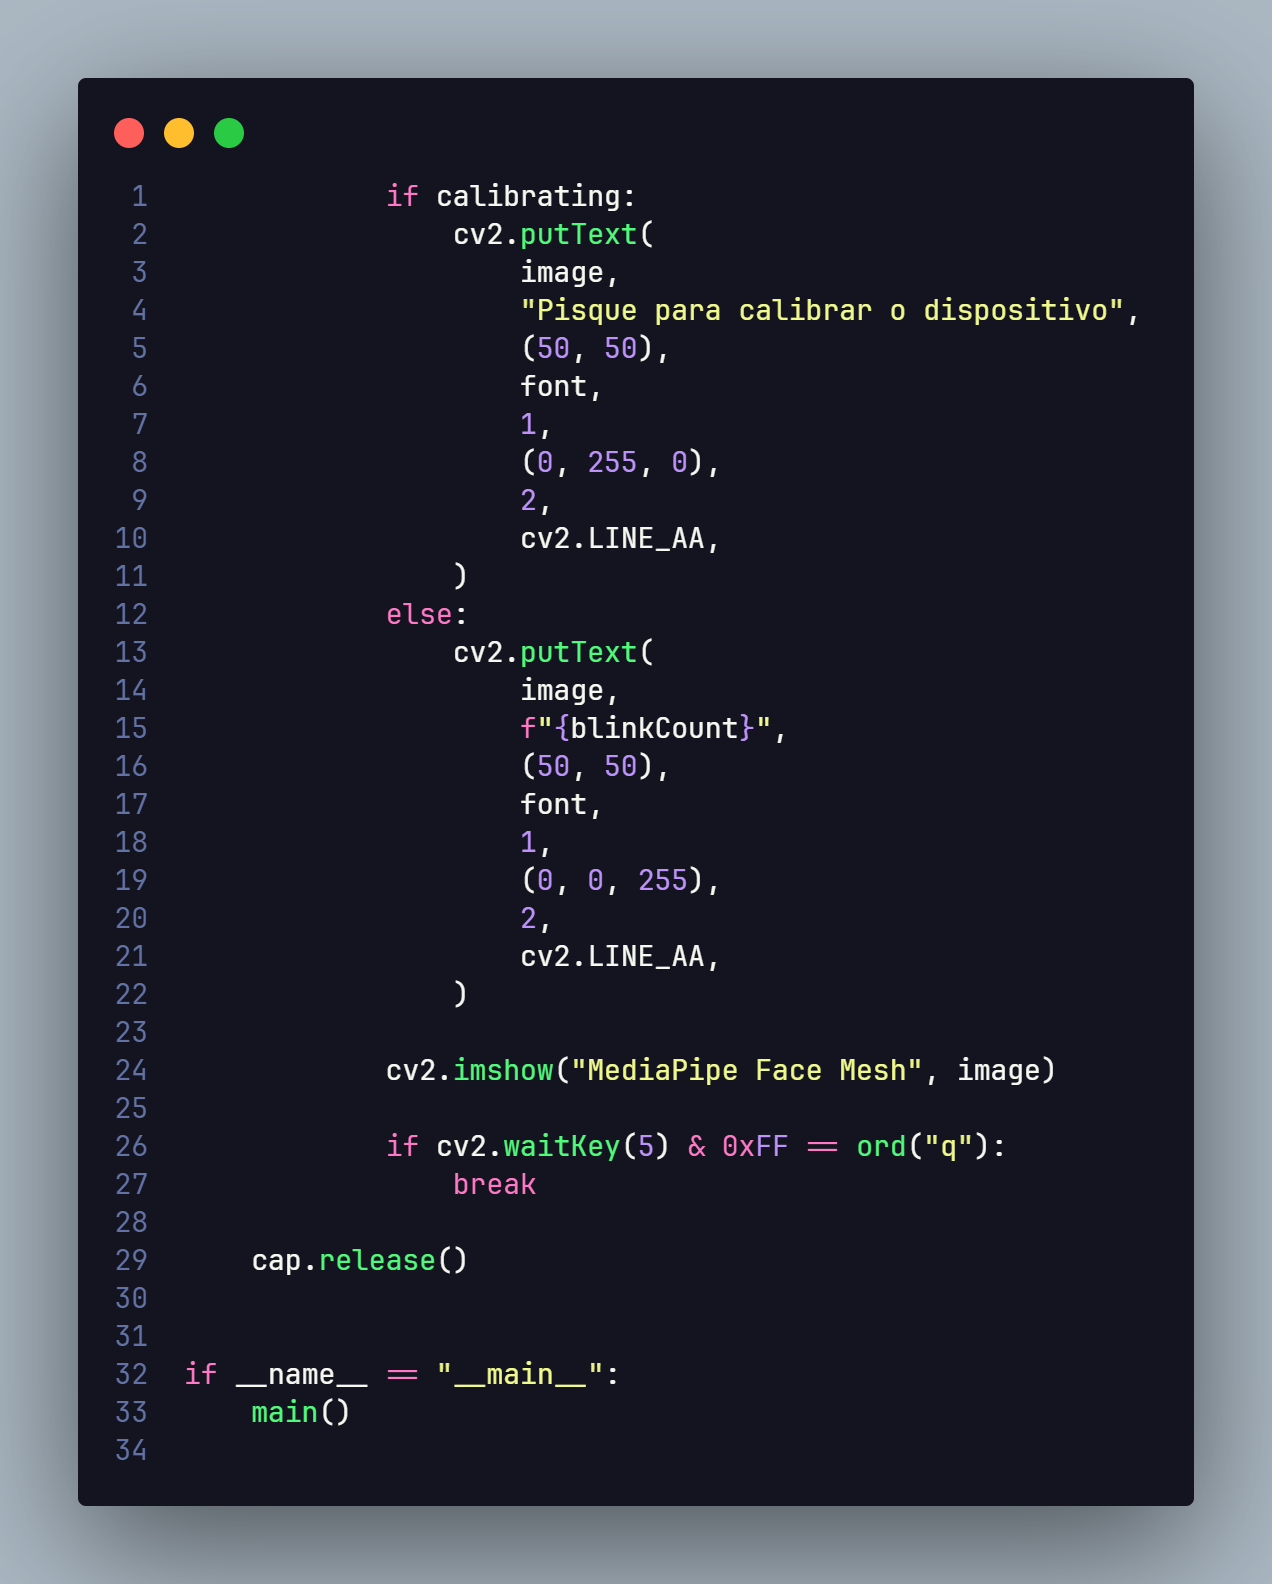 1             if calibrating:
2                 cv2.putText(
3                     image,
4                     "Pisque para calibrar o dispositivo",
5                     (50, 50),
6                     font,
7                     1,
8                     (0, 255, 0),
9                     2,
10                     cv2.LINE_AA,
11                 )
12             else:
13                 cv2.putText(
14                     image,
15                     f"{blinkCount}",
16                     (50, 50),
17                     font,
18                     1,
19                     (0, 0, 255),
20                     2,
21                     cv2.LINE_AA,
22                 )
23
24             cv2.imshow("MediaPipe Face Mesh", image)
25
26             if cv2.waitKey(5) & 0xFF == ord("q"):
27                 break
28
29     cap.release()
30
31
32 if __name__ == "__main__":
33     main()
34